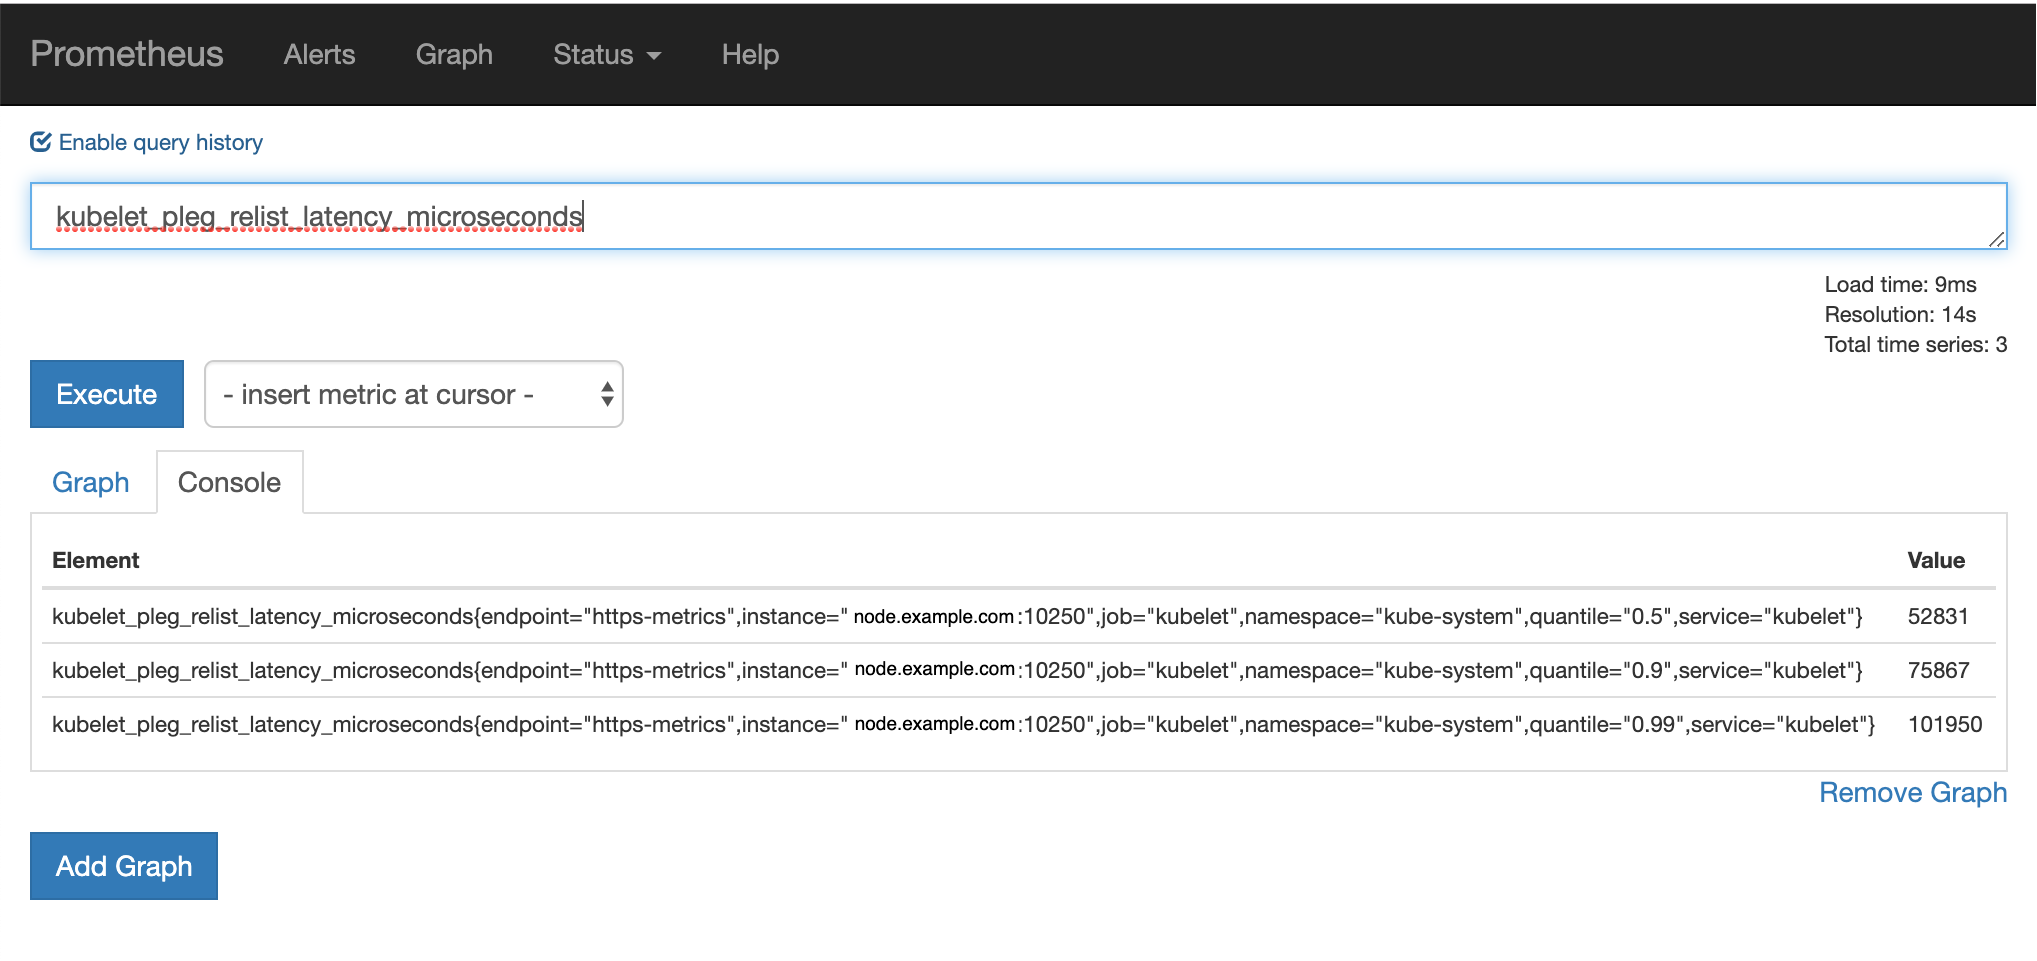 Prometheus Alerts Graph Status Help
Enable query history
kubelet_pleg_relist_latency_microseconds
Load time: 9ms
Resolution: 14s
Total time series: 3
Execute - insert metric at cursor -
Graph Console
Element Value
kubelet_pleg_relist_latency_microseconds{endpoint="https-metrics",instance=" node.example.com:10250",job="kubelet",namespace="kube-system",quantile="0.5",service="kubelet"} 52831
kubelet_pleg_relist_latency_microseconds{endpoint="https-metrics",instance=" node.example.com:10250",job="kubelet",namespace="kube-system",quantile="0.9",service="kubelet"} 75867
kubelet_pleg_relist_latency_microseconds{endpoint="https-metrics",instance=" node.example.com:10250",job="kubelet",namespace="kube-system",quantile="0.99",service="kubelet"} 101950
Remove Graph
Add Graph